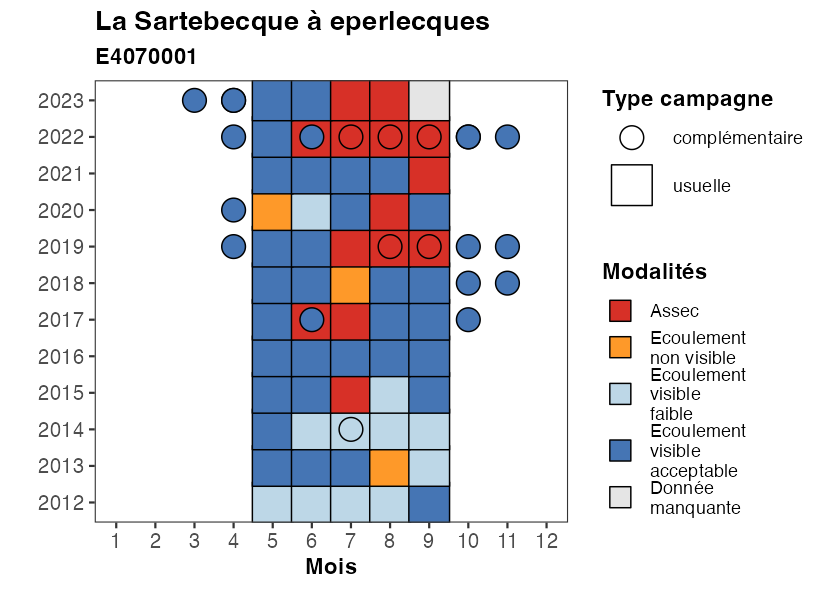 La Sartebecque à eperlecques
E4070001
2023
2022
2021
2020
2019
2018
2017
2016
2015
2014
2013
2012
1 2 3 4 5 6 7 8 9 10 11 12
Mois
Type campagne
complémentaire
usuelle
Modalités
Assec
Ecoulement
non visible
Ecoulement
visible
faible
Ecoulement
visible
acceptable
Donnée
manquante